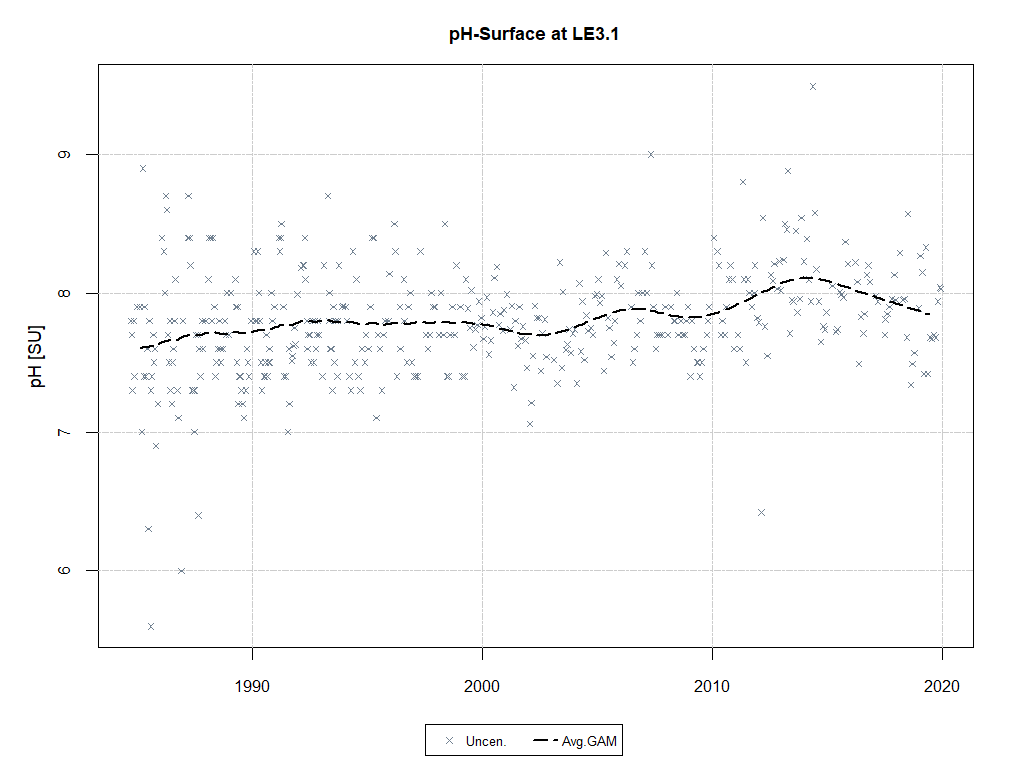 pH-Surface at LE3.1
pH [SU]
9
8
7
6
1990 2000 2010 2020
Uncen. Avg.GAM